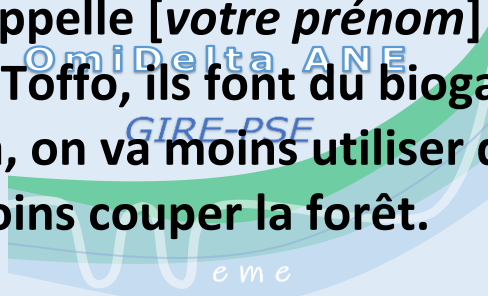 ppelle [votre prénom]
OmiDelta ANE
Toffo, ils font du bioga
GIRE-PSE
, on va moins utiliser
oins couper la forêt.
eme